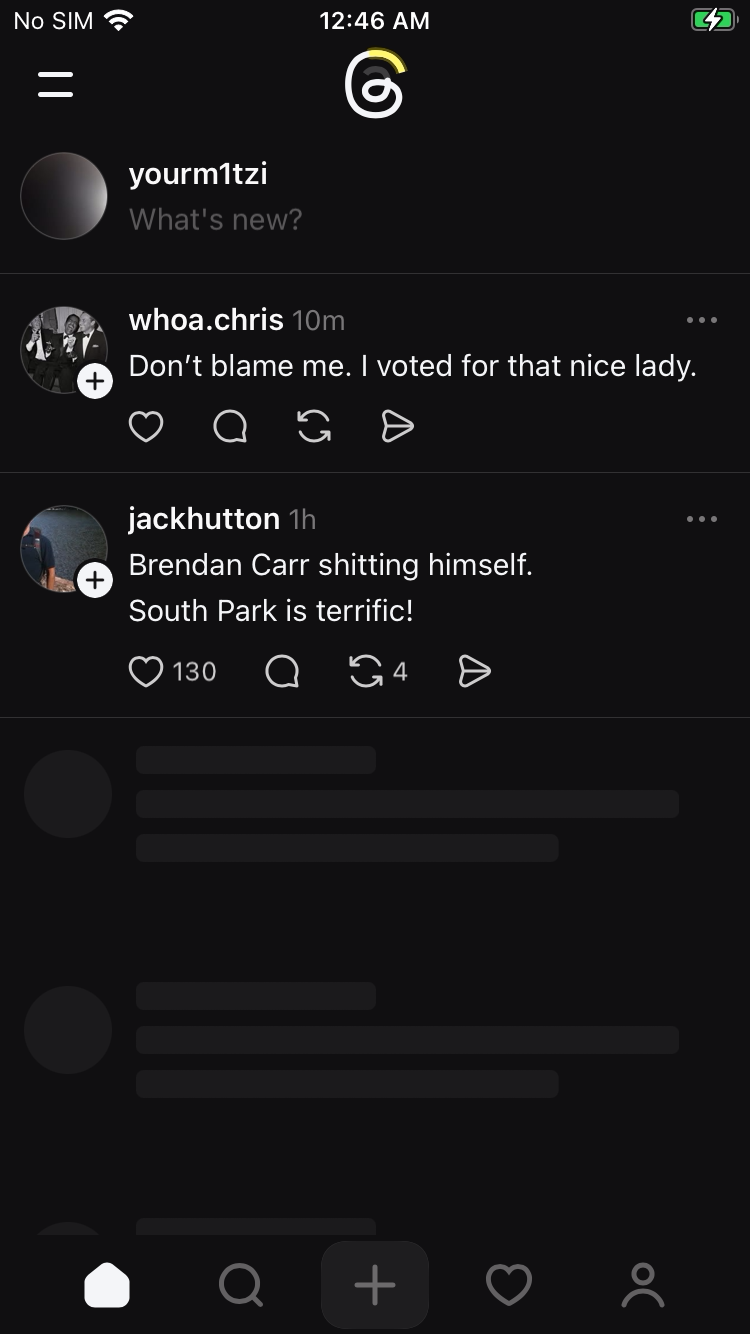 No SIM 12:46 AM
yourm1tzi
What's new?
whoa.chris 10m
Don’t blame me. I voted for that nice lady.
jackhutton 1h
Brendan Carr shitting himself.
South Park is terrific!
130 4